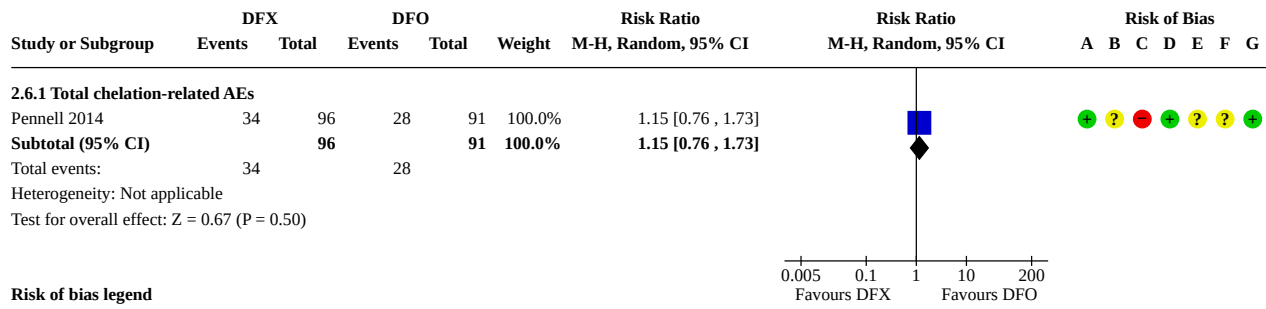 DFX DFO Risk Ratio Risk Ratio Risk of Bias
Study or Subgroup Events Total Events Total Weight M-H, Random, 95% CI M-H, Random, 95% CI A B C D E F G
2.6.1 Total chelation-related AEs
Pennell 2014 34 96 28 91 100.0% 1.15 [0.76 , 1.73] + ? − + ? ? +
Subtotal (95% CI) 96 91 100.0% 1.15 [0.76 , 1.73]
Total events: 34 28
Heterogeneity: Not applicable
Test for overall effect: Z = 0.67 (P = 0.50)
0.005 0.1 1 10 200
Favours DFX Favours DFO
Risk of bias legend